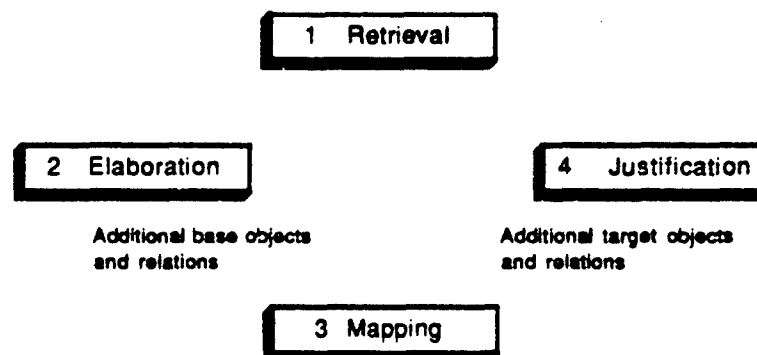 1 Retrieval
2 Elaboration
4 Justification
Additional base objects
and relations
Additional target objects
and relations
3 Mapping